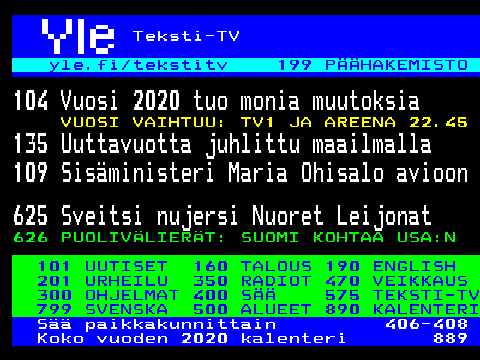 Yle Teksti-TV
yle.fi/tekstitv 199 PÄÄHAKEMISTO
104 Vuosi 2020 tuo monia muutoksia
VUOSI VAIHTUU: TV1 JA AREENA 22.45
135 Uuttavuotta juhlittu maailmalla
109 Sisäministeri Maria Ohisalo avioon
625 Sveitsi nujersi Nuoret Leijonat
626 PUOLIVÄLIERÄT: SUOMI KOHTAA USA:N
101 UUTISET 160 TALOUS 190 ENGLISH
201 URHEILU 350 RADIOT 470 VEIKKAUS
300 OHJELMAT 400 SÄÄ 575 TEKSTI-TV
799 SVENSKA 500 ALUEET 890 KALENTERI
Sää paikkakunnittain 406-408
Koko vuoden 2020 kalenteri 889